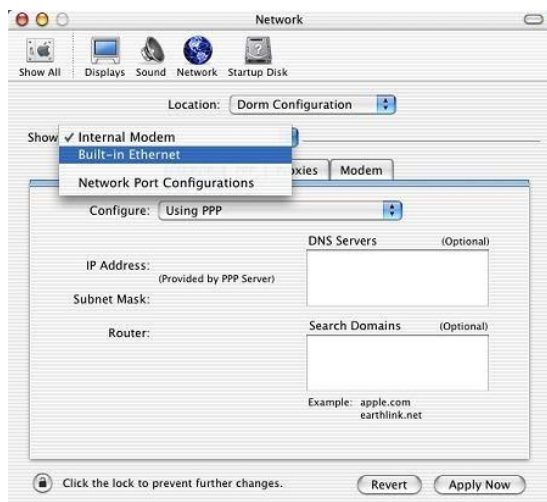 Network
Show All Displays Sound Network Startup Disk
Location: Dorm Configuration
Show ✓ Internal Modem
Built-in Ethernet
Network Port Configurations
oxies Modem
Configure: Using PPP
DNS Servers (Optional)
IP Address:
(Provided by PPP Server)
Subnet Mask:
Router:
Search Domains (Optional)
Example: apple.com
earthlink.net
Click the lock to prevent further changes.
Revert Apply Now